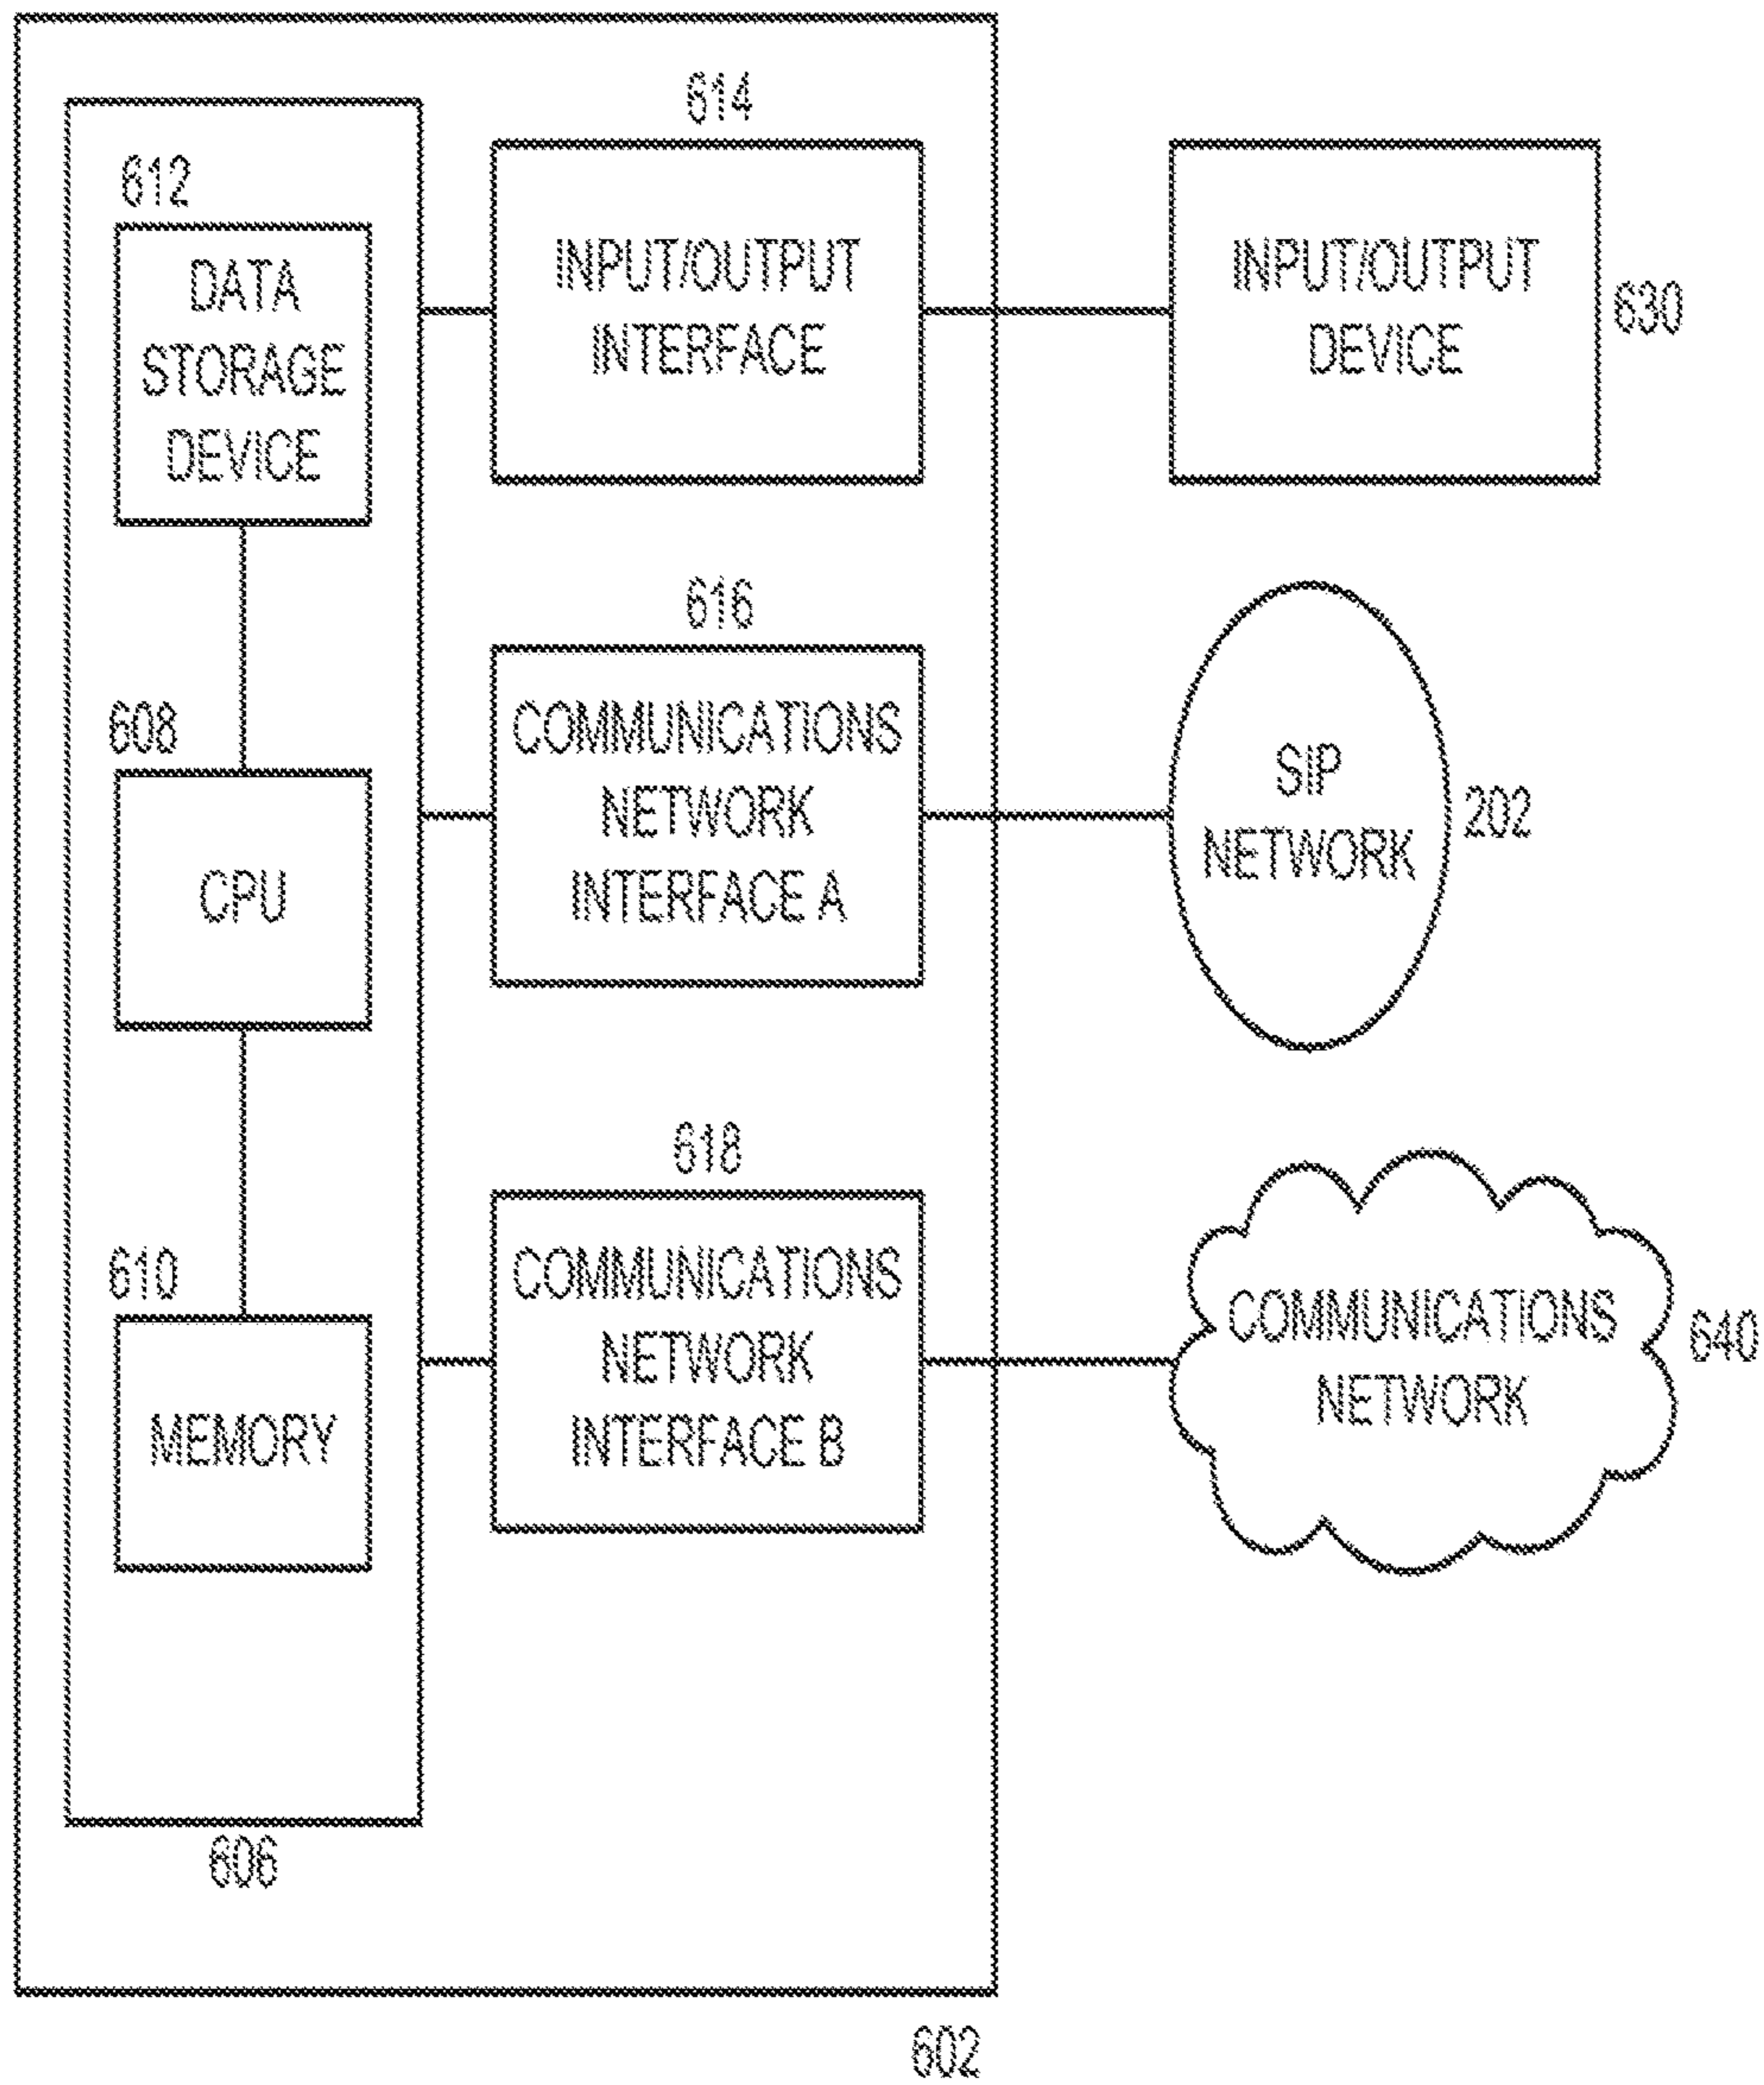 614
612
DATA
STORAGE
DEVICE
INPUT/OUTPUT
INTERFACE
INPUT/OUTPUT
DEVICE
630
616
608
CPU
COMMUNICATIONS
NETWORK
INTERFACE A
SIP
NETWORK
202
618
610
MEMORY
COMMUNICATIONS
NETWORK
INTERFACE B
COMMUNICATIONS
NETWORK
640
606
602